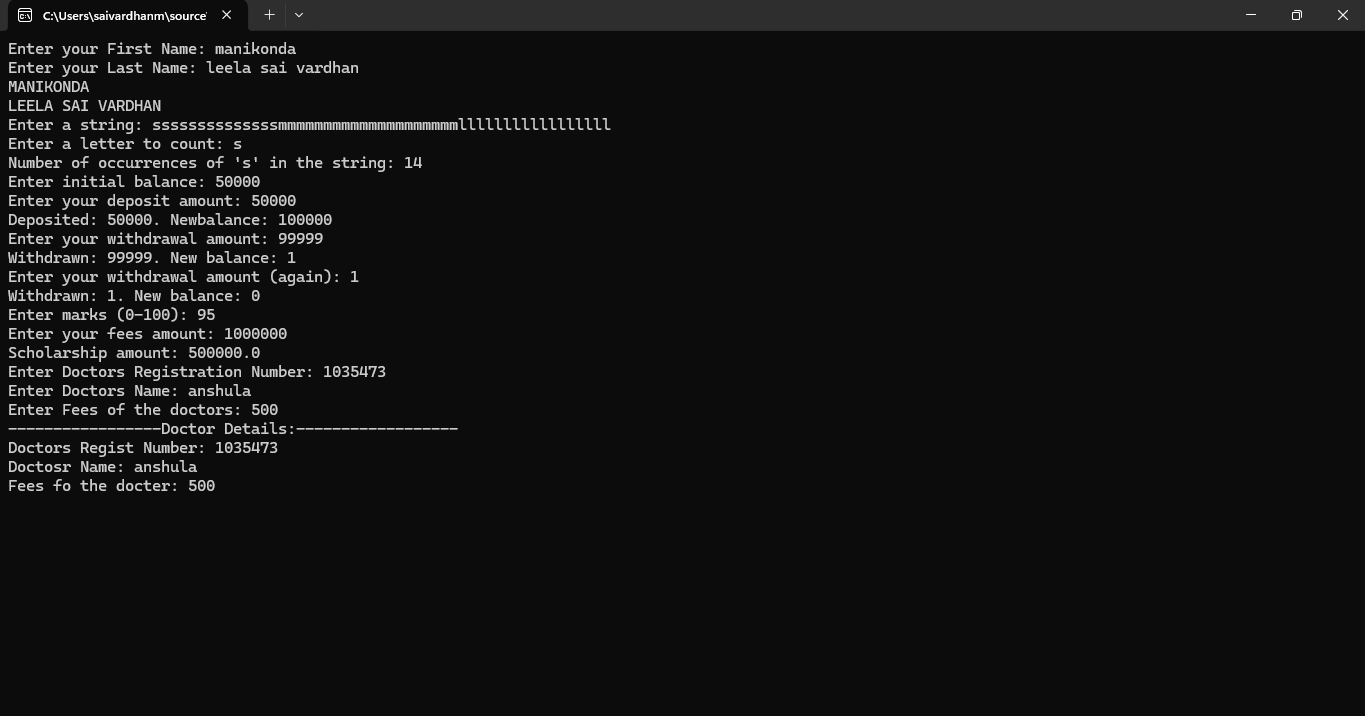 C:\Users\saivardhanm\source'
Enter your First Name: manikonda
Enter your Last Name: leela sai vardhan
MANIKONDA
LEELA SAI VARDHAN
Enter a string: ssssssssssssssmmmmmmmmmmmmmmmmmmmmlllllllllllllllll
Enter a letter to count: s
Number of occurrences of 's' in the string: 14
Enter initial balance: 50000
Enter your deposit amount: 50000
Deposited: 50000. Newbalance: 100000
Enter your withdrawal amount: 99999
Withdrawn: 99999. New balance: 1
Enter your withdrawal amount (again): 1
Withdrawn: 1. New balance: 0
Enter marks (0-100): 95
Enter your fees amount: 1000000
Scholarship amount: 500000.0
Enter Doctors Registration Number: 1035473
Enter Doctors Name: anshula
Enter Fees of the doctors: 500
-----------------Doctor Details:------------------
Doctors Regist Number: 1035473
Doctosr Name: anshula
Fees fo the docter: 500